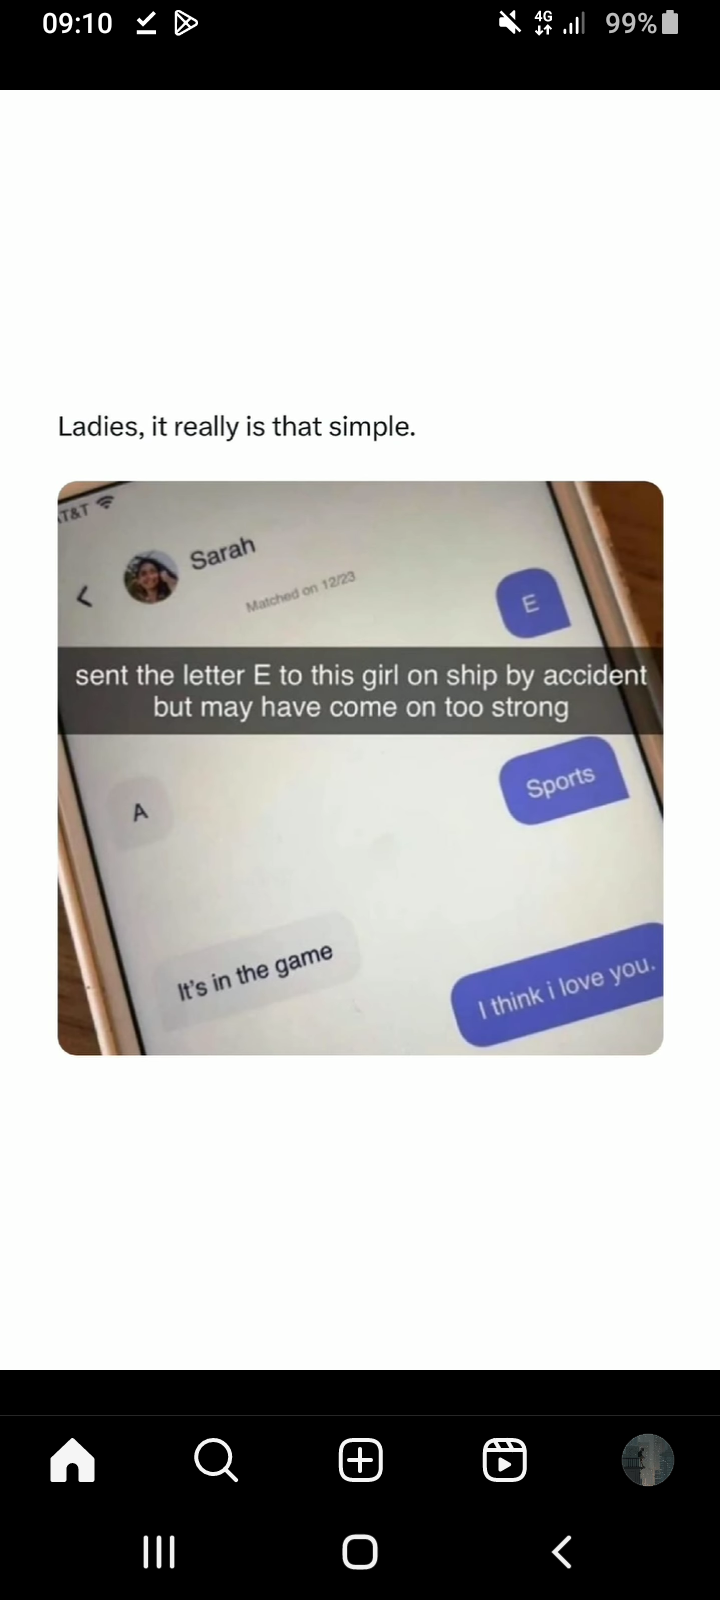 09:10
4G
99%
Ladies, it really is that simple.
T&T
Sarah
Matched on 12/23
E
sent the letter E to this girl on ship by accident
but may have come on too strong
Sports
A
It's in the game
I think i love you.